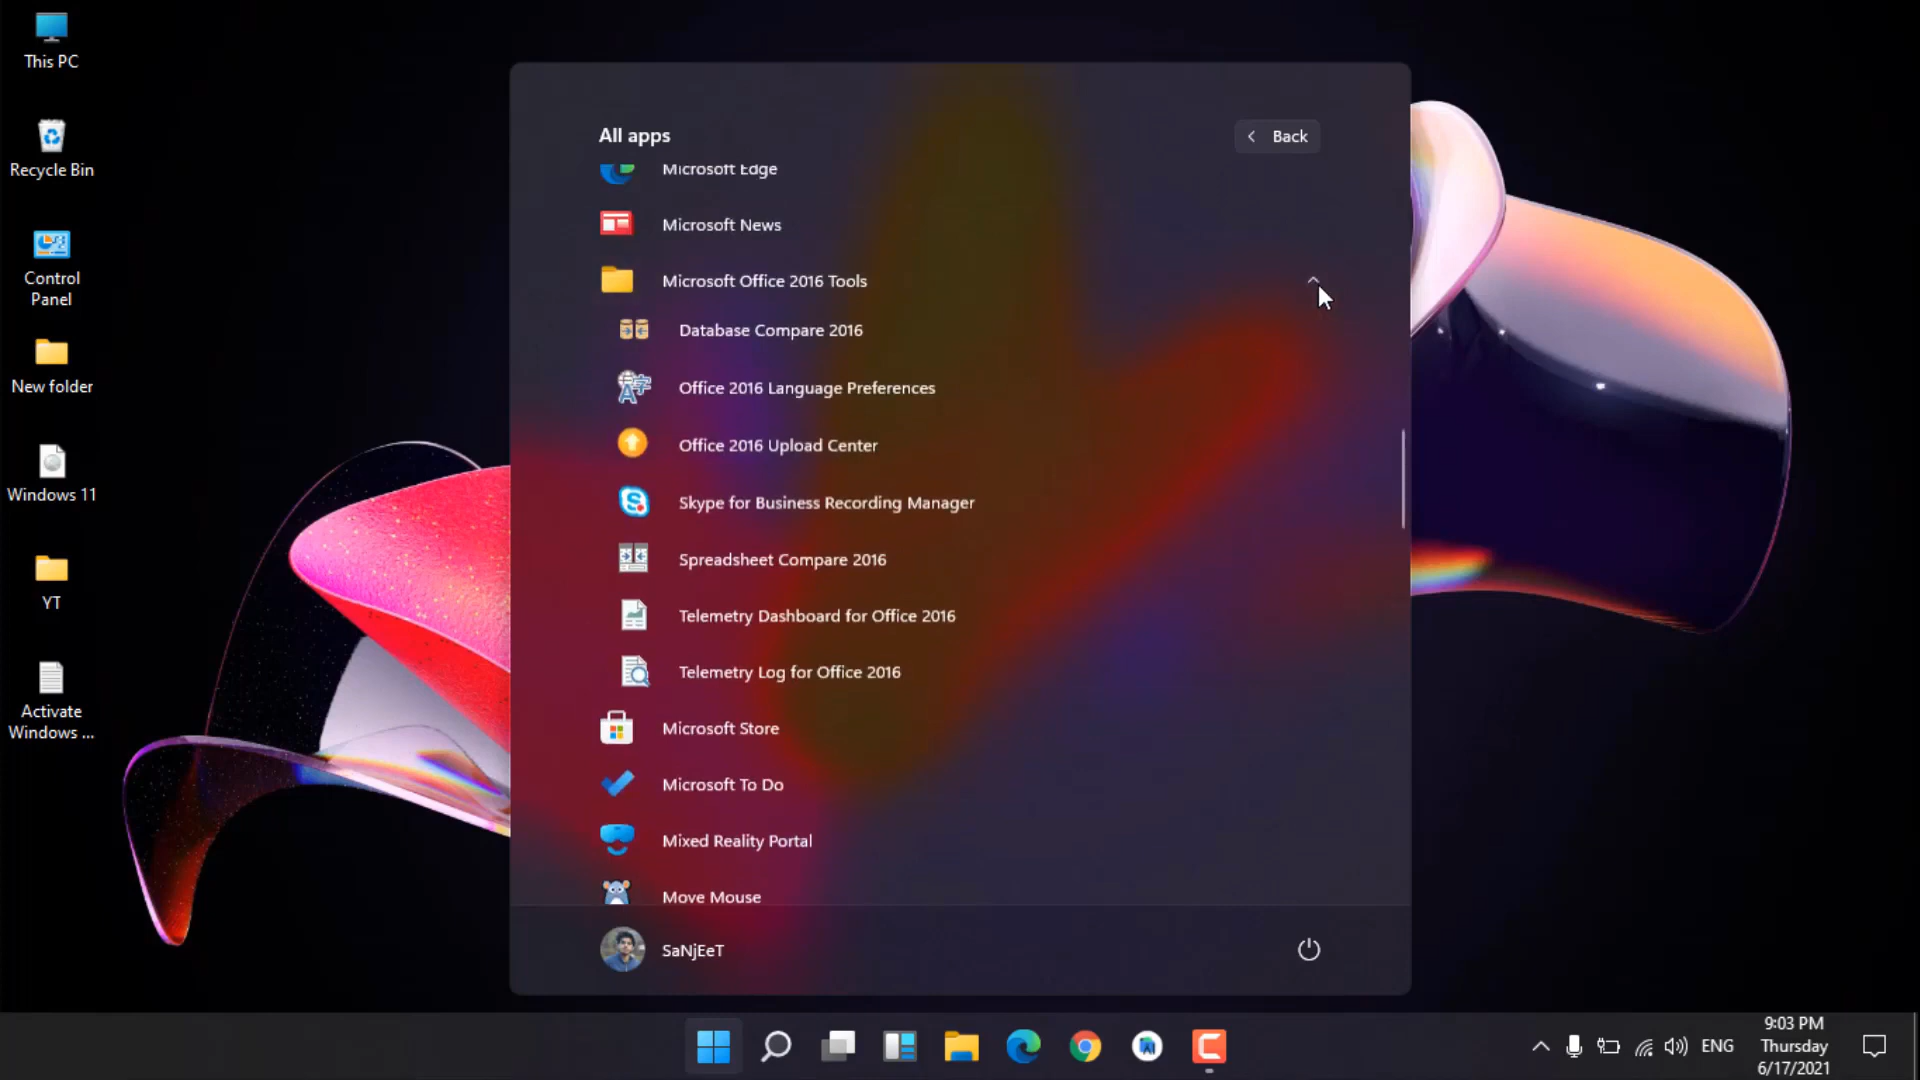 This PC
Recycle Bin
Control
Panel
New folder
Windows 11
YT
Activate
Windows ...
All apps
Back
Microsoft Edge
Microsoft News
Microsoft Office 2016 Tools
Database Compare 2016
Office 2016 Language Preferences
Office 2016 Upload Center
Skype for Business Recording Manager
Spreadsheet Compare 2016
Telemetry Dashboard for Office 2016
Telemetry Log for Office 2016
Microsoft Store
Microsoft To Do
Mixed Reality Portal
Move Mouse
SaNjEeT
ENG
9:03 PM
Thursday
6/17/2021